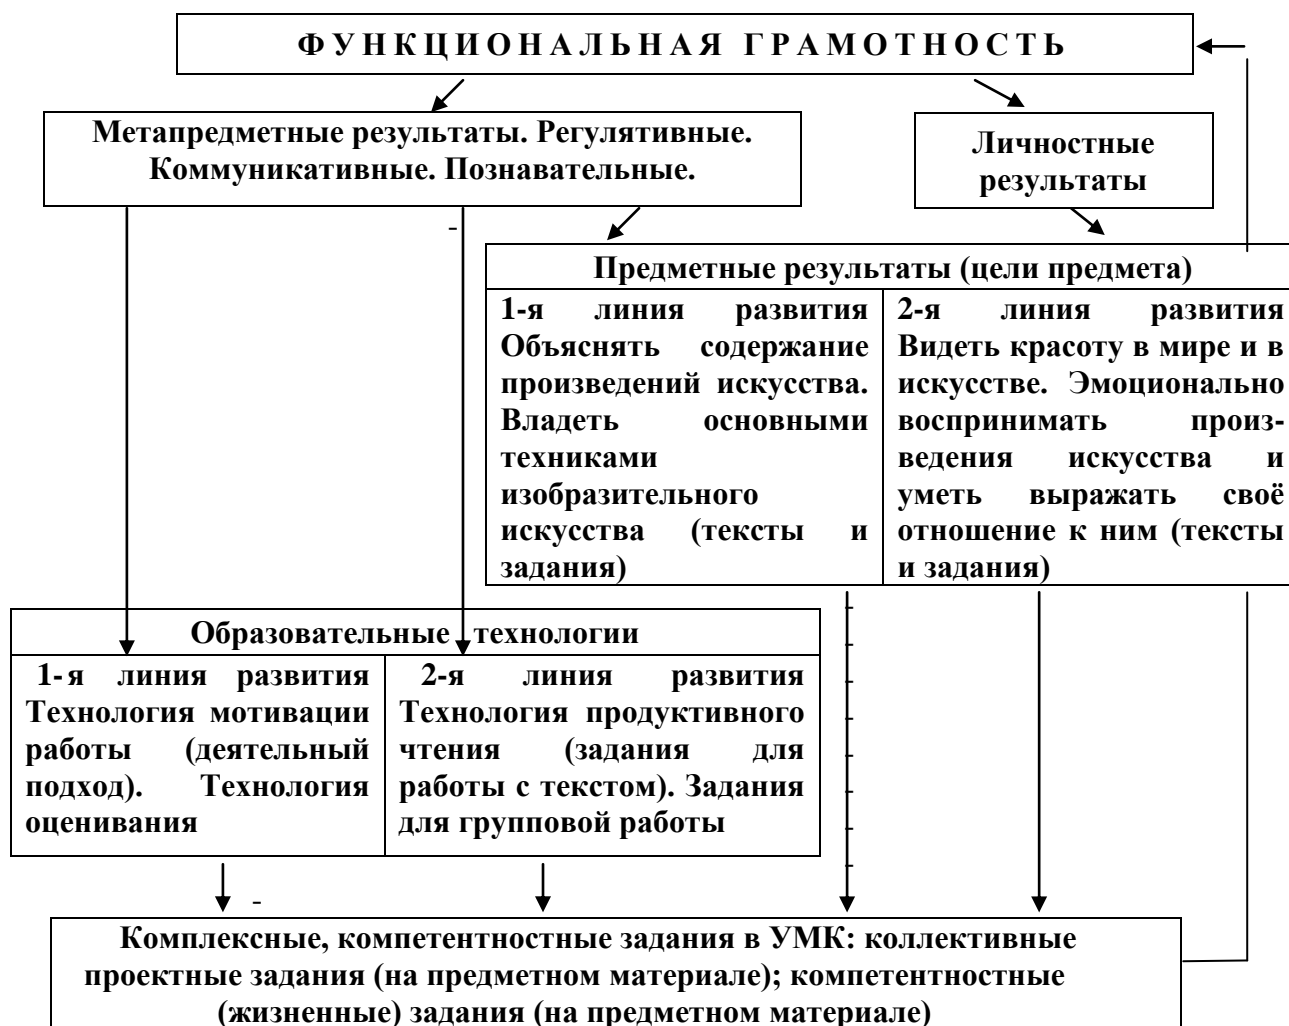 ФУНКЦИОНАЛЬНАЯ ГРАМОТНОСТЬ
Метапредметные результаты. Регулятивные.
Коммуникативные. Познавательные.
Личностные
результаты
Предметные результаты (цели предмета)
1-я линия развития
Объяснять содержание
произведений искусства.
Владеть основными
техниками
изобразительного
искусства (тексты и
задания)
2-я линия развития
Видеть красоту в мире и в
искусстве. Эмоционально
воспринимать произ-
ведения искусства и
уметь выражать своё
отношение к ним (тексты
и задания)
Образовательные технологии
1-я линия развития
Технология мотивации
работы (деятельный
подход). Технология
оценивания
2-я линия развития
Технология продуктивного
чтения (задания для
работы с текстом). Задания
для групповой работы
Комплексные, компетентностные задания в УМК: коллективные
проектные задания (на предметном материале); компетентностные
(жизненные) задания (на предметном материале)